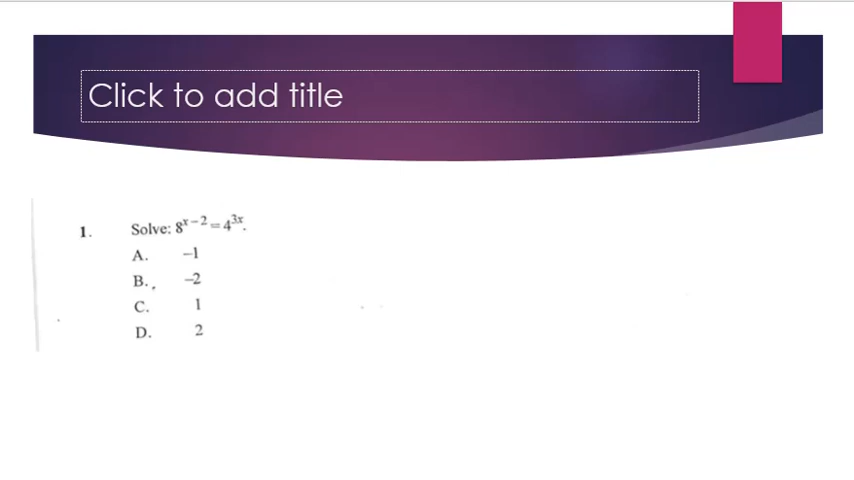 Click to add title
1. Solve: 8^{x−2} = 4^{3x}.
A. −1
B. −2
C. 1
D. 2